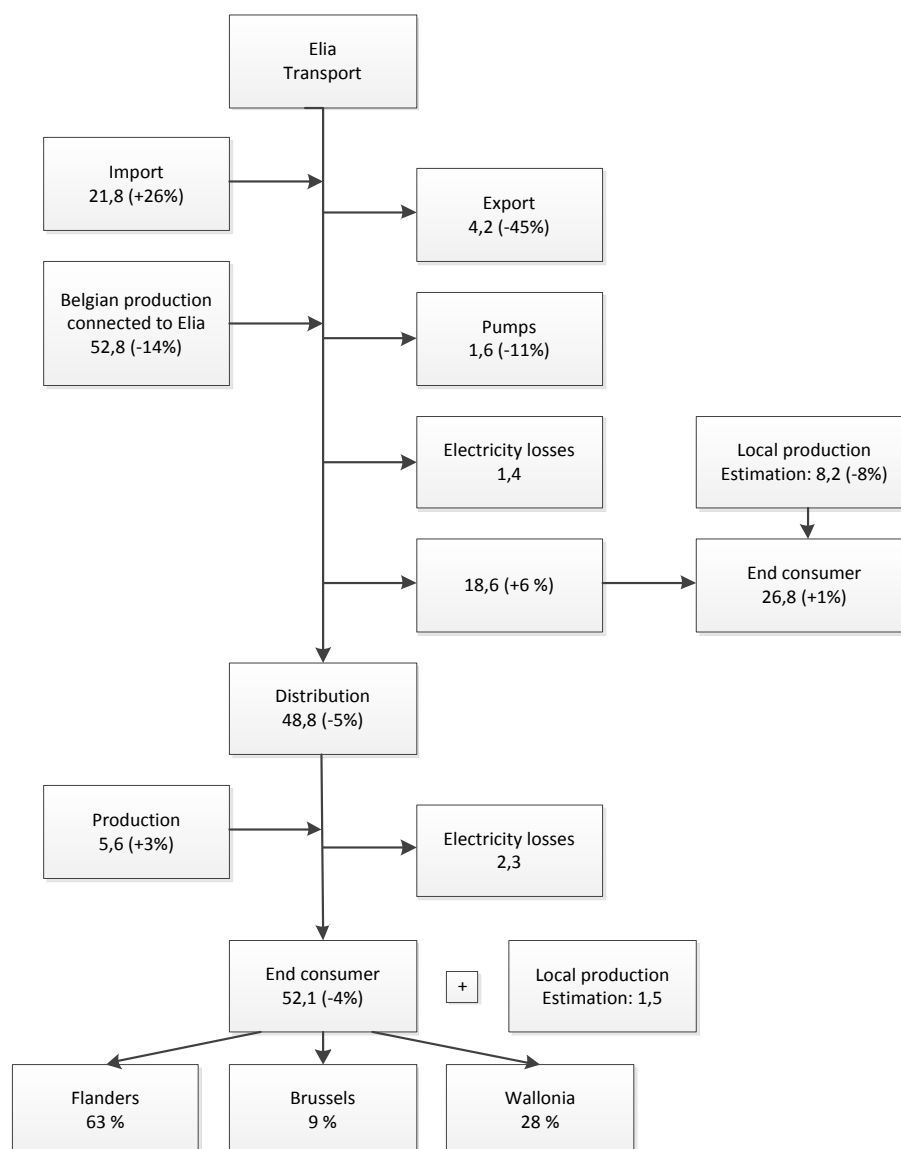 Elia
Transport
Import
21,8 (+26%)
Export
4,2 (-45%)
Belgian production
connected to Elia
52,8 (-14%)
Pumps
1,6 (-11%)
Electricity losses
1,4
Local production
Estimation: 8,2 (-8%)
18,6 (+6 %)
End consumer
26,8 (+1%)
Distribution
48,8 (-5%)
Production
5,6 (+3%)
Electricity losses
2,3
End consumer
52,1 (-4%)
+
Local production
Estimation: 1,5
Flanders
63 %
Brussels
9 %
Wallonia
28 %